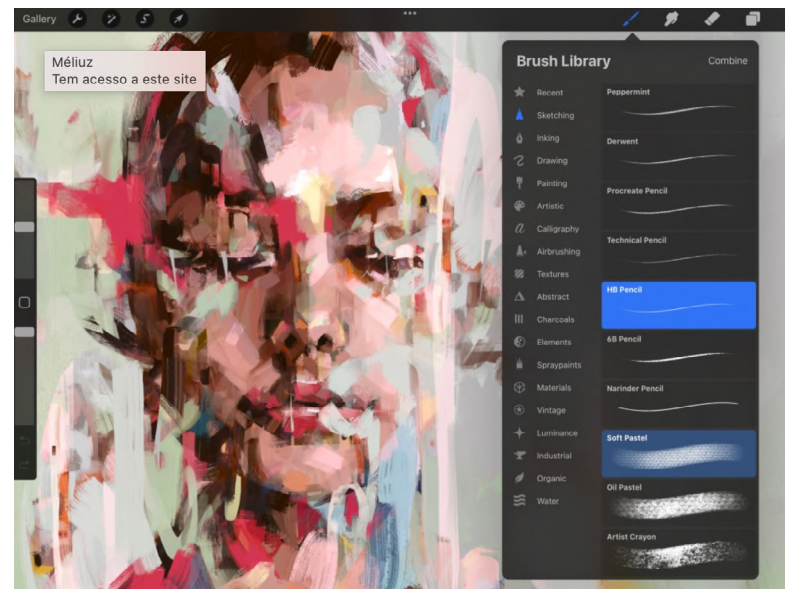 Gallery
Méliuz
Tem acesso a este site
Brush Library
Combine
Recent
Sketching
Inking
Drawing
Painting
Artistic
Calligraphy
Airbrushing
Textures
Abstract
Charcoals
Elements
Spraypaints
Materials
Vintage
Luminance
Industrial
Organic
Water
Peppermint
Derwent
Procreate Pencil
Technical Pencil
HB Pencil
6B Pencil
Narinder Pencil
Soft Pastel
Oil Pastel
Artist Crayon